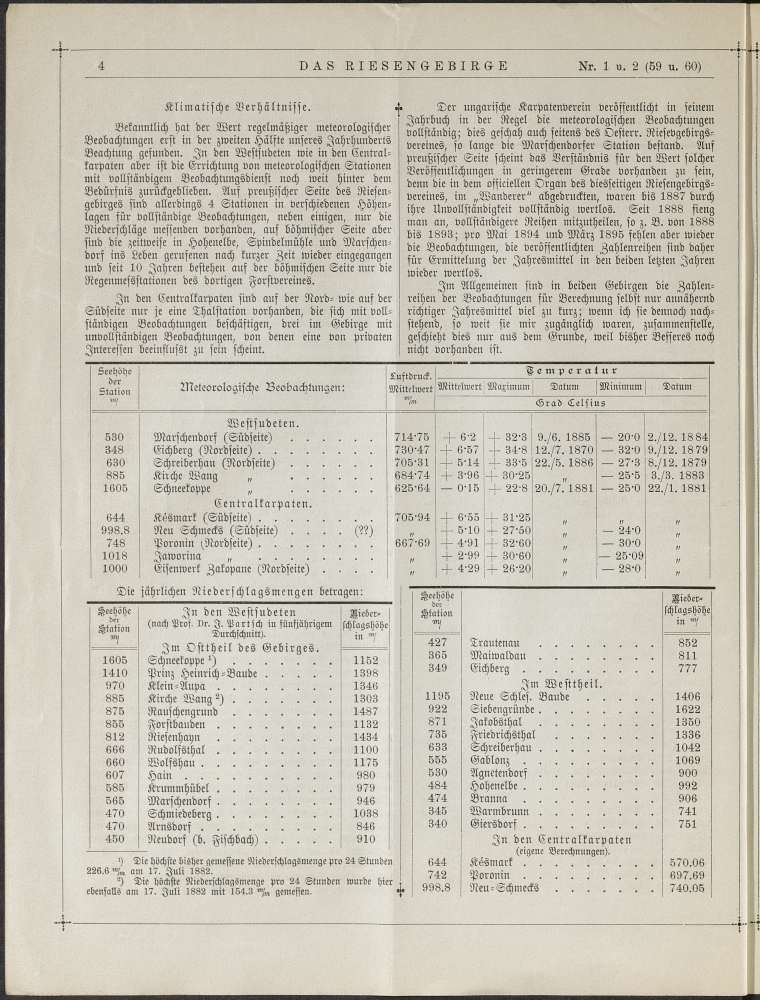 4 DAS RIESENGEBIRGE Nr. 1 u. 2 (59 u. 60)
Klimatische Verhältnisse.
Bekanntlich hat der Wert regelmäßiger meteorologischer
Beobachtungen erst in der zweiten Hälfte unseres Jahrhunderts
Beachtung gefunden. In den Westsudeten wie in den Central-
karpaten aber ist die Errichtung von meteorologischen Stationen
mit vollständigem Beobachtungsdienst noch weit hinter dem
Bedürfnis zurückgeblieben. Auf preußischer Seite des Riesen-
gebirges sind allerdings 4 Stationen in verschiedenen Höhen-
lagen für vollständige Beobachtungen, neben einigen, nur die
Niederschläge messenden vorhanden, auf böhmischer Seite aber
sind die zeitweise in Hohenelbe, Spindelmühle und Marschen-
dorf ins Leben gerufenen nach kurzer Zeit wieder eingegangen
und seit 10 Jahren bestehen auf der böhmischen Seite nur die
Regenmessstationen des dortigen Forstvereines.
In den Centralkarpaten sind auf der Nord- wie auf der
Südseite nur je eine Thalstation vorhanden, die sich mit voll-
ständigen Beobachtungen beschäftigen, drei im Gebirge mit
unvollständigen Beobachtungen, von denen eine von privaten
Interessen beeinflusst zu sein scheint.
Der ungarische Karpatenverein veröffentlicht in seinem
Jahrbuch in der Regel die meteorologischen Beobachtungen
vollständig; dies geschah auch seitens des Oesterr. Riesengebirgs-
vereines, so lange die Marschendorfer Station bestand. Auf
preußischer Seite scheint das Verständnis für den Wert solcher
Veröffentlichungen in geringerem Grade vorhanden zu sein,
denn die in dem officiellen Organ des diesseitigen Riesengebirgs-
vereines, im „Wanderer“ abgedruckten, waren bis 1887 durch
ihre Unvollständigkeit vollständig wertlos. Seit 1888 fieng
man an, vollständigere Reihen mitzutheilen, so z. B. von 1888
bis 1893; pro Mai 1894 und März 1895 fehlen aber wieder
die Beobachtungen, die veröffentlichten Zahlenreihen sind daher
für Ermittelung der Jahresmittel in den beiden letzten Jahren
wieder wertlos.
Im Allgemeinen sind in beiden Gebirgen die Zahlen-
reihen der Beobachtungen für Berechnung selbst nur annähernd
richtiger Jahresmittel viel zu kurz; wenn ich sie dennoch nach-
stehend, so weit sie mir zugänglich waren, zusammenstelle,
geschieht dies nur aus dem Grunde, weil bisher Besseres noch
nicht vorhanden ist.
Seehöhe der Station m/ Meteorologische Beobachtungen: Luftdruck. Mittelwert m/m Temperatur
Mittelwert Maximum Datum Minimum Datum
Grad Celsius
Westsudeten.
530 Marschendorf (Südseite) . . . . . . 714·75 + 6·2 + 32·3 9./6. 1885 — 20·0 2./12. 1884
348 Eichberg (Nordseite) . . . . . . . 730·47 + 6·57 + 34·8 12./7. 1870 — 32·0 9./12. 1879
630 Schreiberhau (Nordseite) . . . . . . 705·31 + 5·14 + 33·5 22./5. 1886 — 27·3 8./12. 1879
885 Kirche Wang „ . . . . . . 684·74 + 3·96 + 30·25 „ — 25·5 3./3. 1883
1605 Schneekoppe „ . . . . . . 625·64 — 0·15 + 22·8 20./7. 1881 — 25·0 22./1. 1881
Centralkarpaten.
644 Késmark (Südseite) . . . . . . . 705·94 + 6·55 + 31·25 „ „ „
998.8 Neu Schmecks (Südseite) . . . . (??) „ + 5·10 + 27·50 „ — 24·0 „
748 Poronin (Nordseite) . . . . . . . 667·69 + 4·91 + 32·60 „ — 30·0 „
1018 Jaworina „ . . . . . . . „ + 2·99 + 30·60 „ — 25·09 „
1000 Eisenwerk Zakopane (Nordseite) . . . . „ + 4·29 + 26·20 „ — 28·0 „
Die jährlichen Niederschlagsmengen betragen:
Seehöhe der Station m/ In den Westsudeten Nieder-schlagshöhe in m/
(nach Prof. Dr. J. Partsch in fünfjährigem
Durchschnitt).
Im Ostteil des Gebirges.
1605 Schneekoppe ¹) . . . . . . . 1152
1410 Prinz Heinrich-Baude . . . . . 1398
970 Klein-Aupa . . . . . . . . 1346
885 Kirche Wang ²) . . . . . . . 1303
875 Rauschengrund . . . . . . . 1487
855 Forstbauden . . . . . . . . 1132
812 Riesenhayn . . . . . . . . 1434
666 Rudolfsthal . . . . . . . . 1100
660 Wolfshau . . . . . . . . . 1175
607 Hain . . . . . . . . . . 980
585 Krummhübel . . . . . . . . 979
565 Marschendorf . . . . . . . . 946
470 Schmiedeberg . . . . . . . . 1038
470 Arnsdorf . . . . . . . . . 846
450 Neudorf (b. Fischbach) . . . . . 910
¹) Die höchste bisher gemessene Niederschlagsmenge pro 24 Stunden
226.6 m/m am 17. Juli 1882.
²) Die höchste Niederschlagsmenge pro 24 Stunden wurde hier
ebenfalls am 17. Juli 1882 mit 154.3 m/m gemessen.
Seehöhe der Station m/ Nieder-schlagshöhe in m/
427 Trautenau . . . . . . . . 852
365 Maiwaldau . . . . . . . . 811
349 Eichberg . . . . . . . . . 777
Im Westtheil.
1195 Neue Schles. Baude . . . . . 1406
922 Siebengründe . . . . . . . . 1622
871 Jakobsthal . . . . . . . . 1350
735 Friedrichsthal . . . . . . . 1336
633 Schreiberhau . . . . . . . . 1042
555 Gablonz . . . . . . . . . 1069
530 Agnetendorf . . . . . . . . 900
484 Hohenelbe . . . . . . . . . 992
474 Branna . . . . . . . . . 906
345 Warmbrunn . . . . . . . . 741
340 Giersdorf . . . . . . . . . 751
In den Centralkarpaten
(eigene Berechnungen).
644 Késmark . . . . . . . . . 570.06
742 Poronin . . . . . . . . . 697.69
998.8 Neu-Schmecks . . . . . . . 740.05